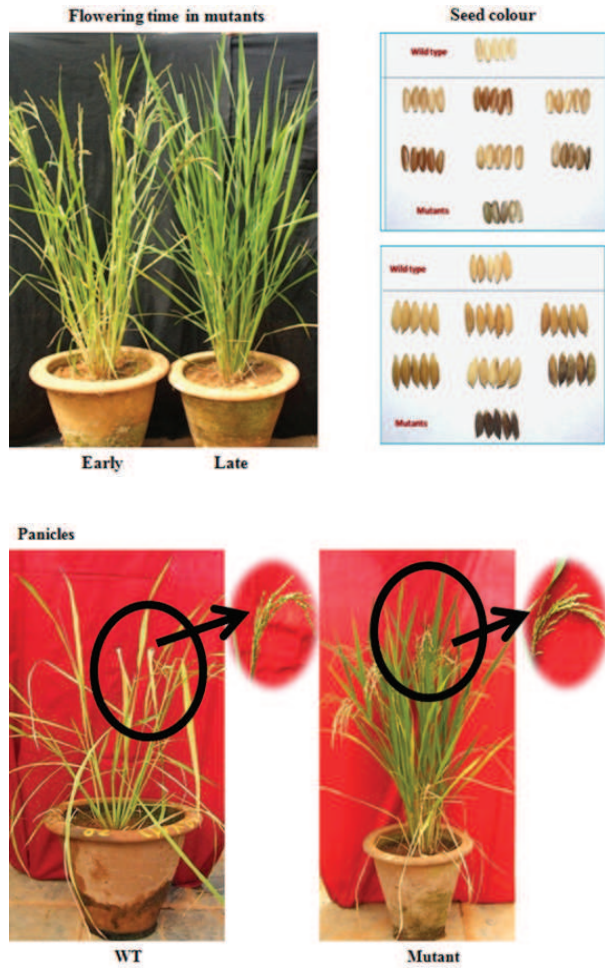 Flowering time in mutants
Seed colour
Wild type
Mutants
Wild type
Mutants
Early
Late
Panicles
WT
Mutant